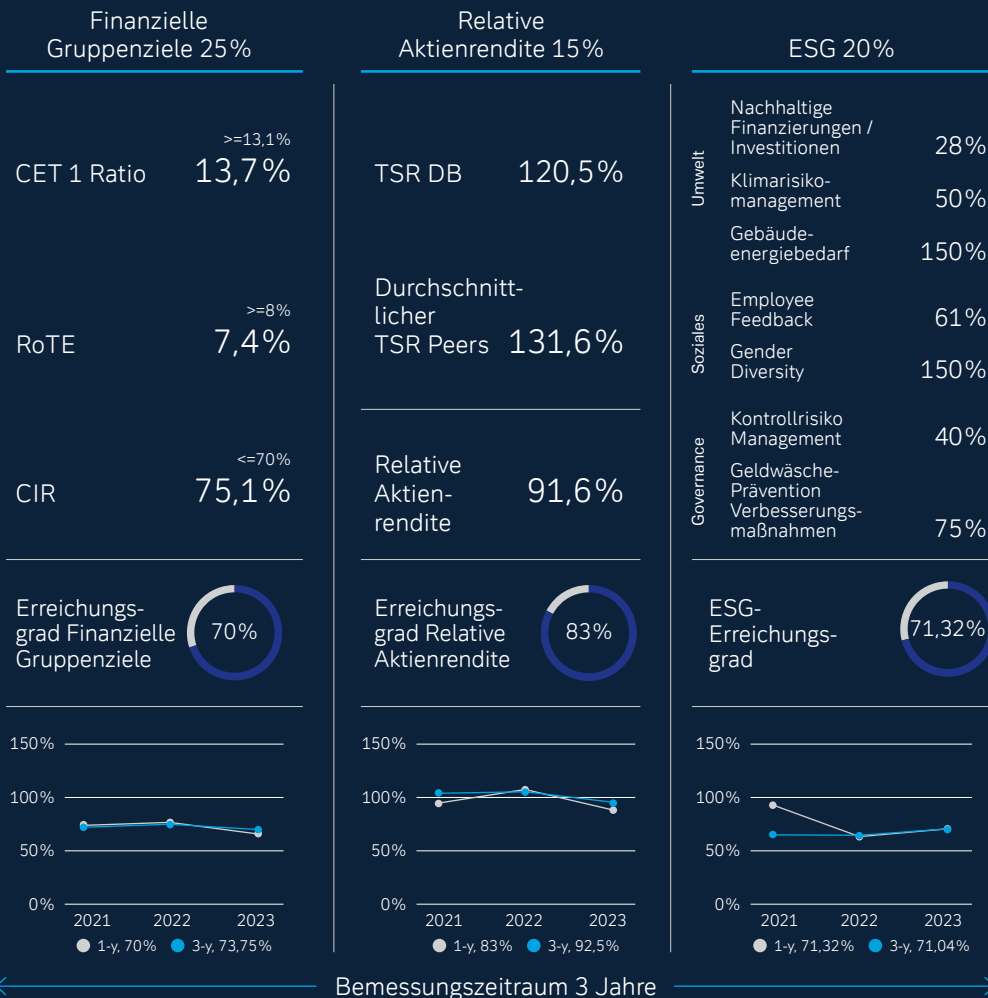 Finanzielle
Gruppenziele 25%
CET 1 Ratio
>=13,1%
13,7%
RoTE
>=8%
7,4%
CIR
<=70%
75,1%
Erreichungs-
grad Finanzielle
Gruppenziele
70%
150%
100%
50%
0%
2021 2022 2023
1-y, 70% 3-y, 73,75%
Relative
Aktienrendite 15%
TSR DB 120,5%
Durchschnitt-
licher
TSR Peers 131,6%
Relative
Aktien-
rendite
91,6%
Erreichungs-
grad Relative
Aktienrendite
83%
150%
100%
50%
0%
2021 2022 2023
1-y, 83% 3-y, 92,5%
ESG 20%
Umwelt
Nachhaltige
Finanzierungen /
Investitionen 28%
Klimarisiko-
management 50%
Gebäude-
energiebedarf 150%
Soziales
Employee
Feedback 61%
Gender
Diversity 150%
Governance
Kontrollrisiko
Management 40%
Geldwäsche-
Prävention
Verbesserungs-
maßnahmen 75%
ESG-
Erreichungs-
grad
71,32%
150%
100%
50%
0%
2021 2022 2023
1-y, 71,32% 3-y, 71,04%
Bemessungszeitraum 3 Jahre